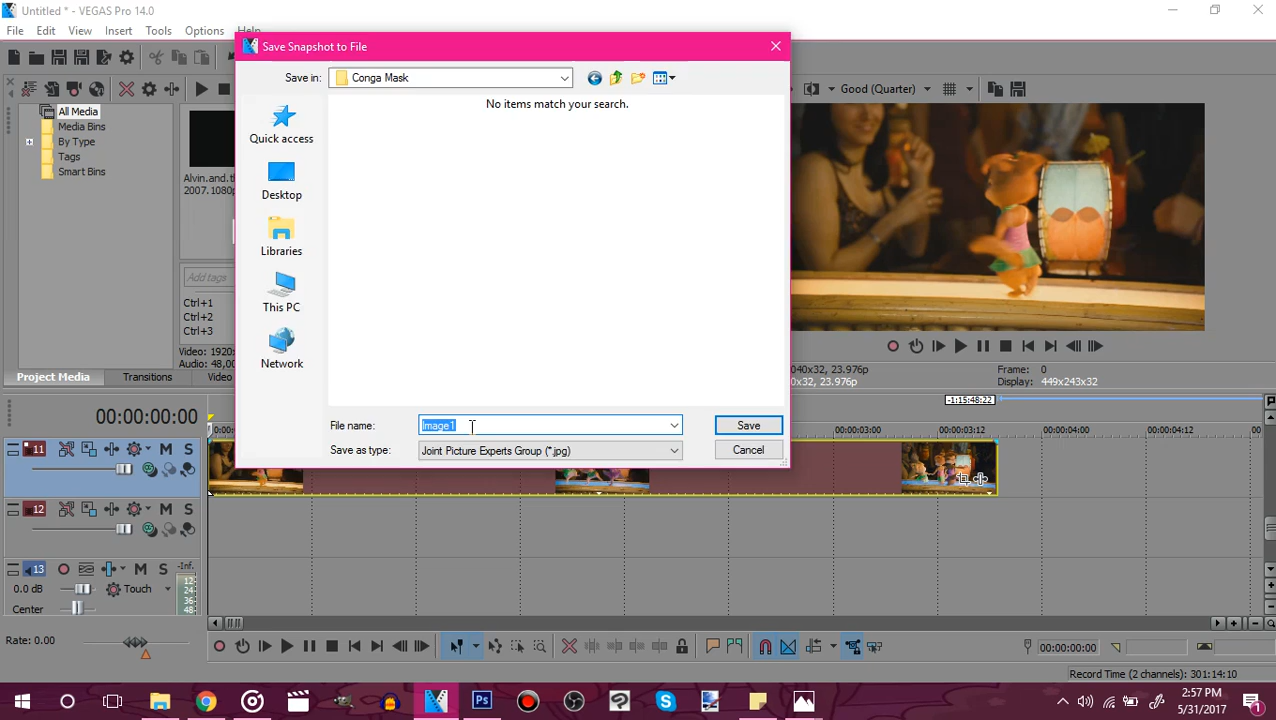 Untitled * - VEGAS Pro 14.0
File Edit View Insert Tools Options Help
Save Snapshot to File
Save in: Conga Mask
No items match your search.
Quick access
Desktop
Libraries
This PC
Network
File name: Image1
Save as type: Joint Picture Experts Group (*.jpg)
Save
Cancel
All Media
Media Bins
By Type
Tags
Smart Bins
Alvin.and.th
2007.1080p
Add tags
Ctrl+1
Ctrl+2
Ctrl+3
Video: 1920
Audio: 48,00
Project Media Transitions Video
Good (Quarter)
040x32, 23.976p
0x32, 23.976p
Frame: 0
Display: 449x243x32
-1:15:48:22
00:00:00:00
00:00:03:00 00:00:03:12 00:00:04:00 00:00:04:12 00
11 M S
12 M S
13 M S -Inf.
0.0 dB Touch
Center
12
24
36
48
Rate: 0.00
00:00:00:00
Record Time (2 channels): 301:14:10
2:57 PM
5/31/2017
1